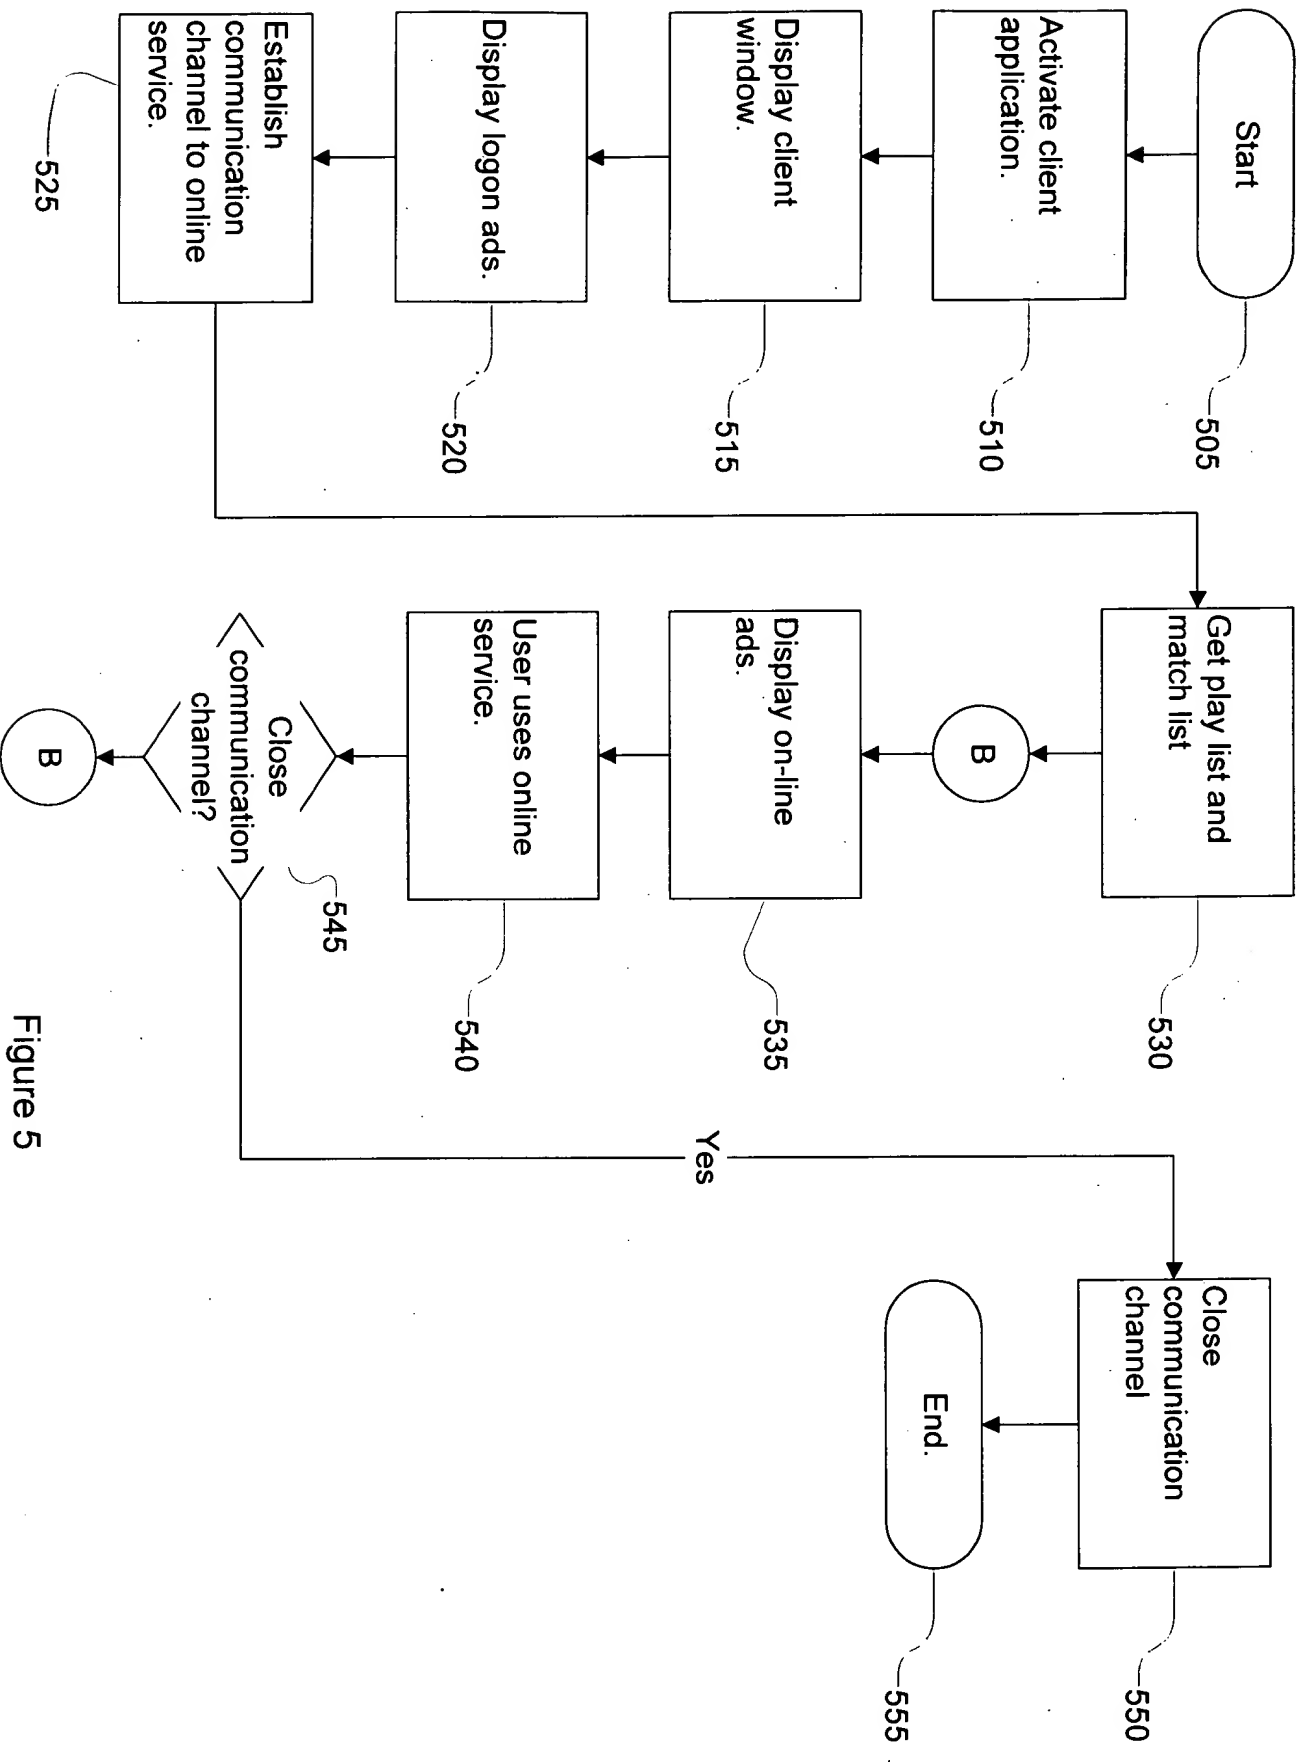 Start
505
Activate client
application.
510
Display client
window.
515
Display logon ads.
520
Establish
communication
channel to online
service.
525
Get play list and
match list
530
B
Display on-line
ads.
535
User uses online
service.
540
Close
communication
channel?
545
B
Yes
Close
communication
channel
550
End.
555
Figure 5